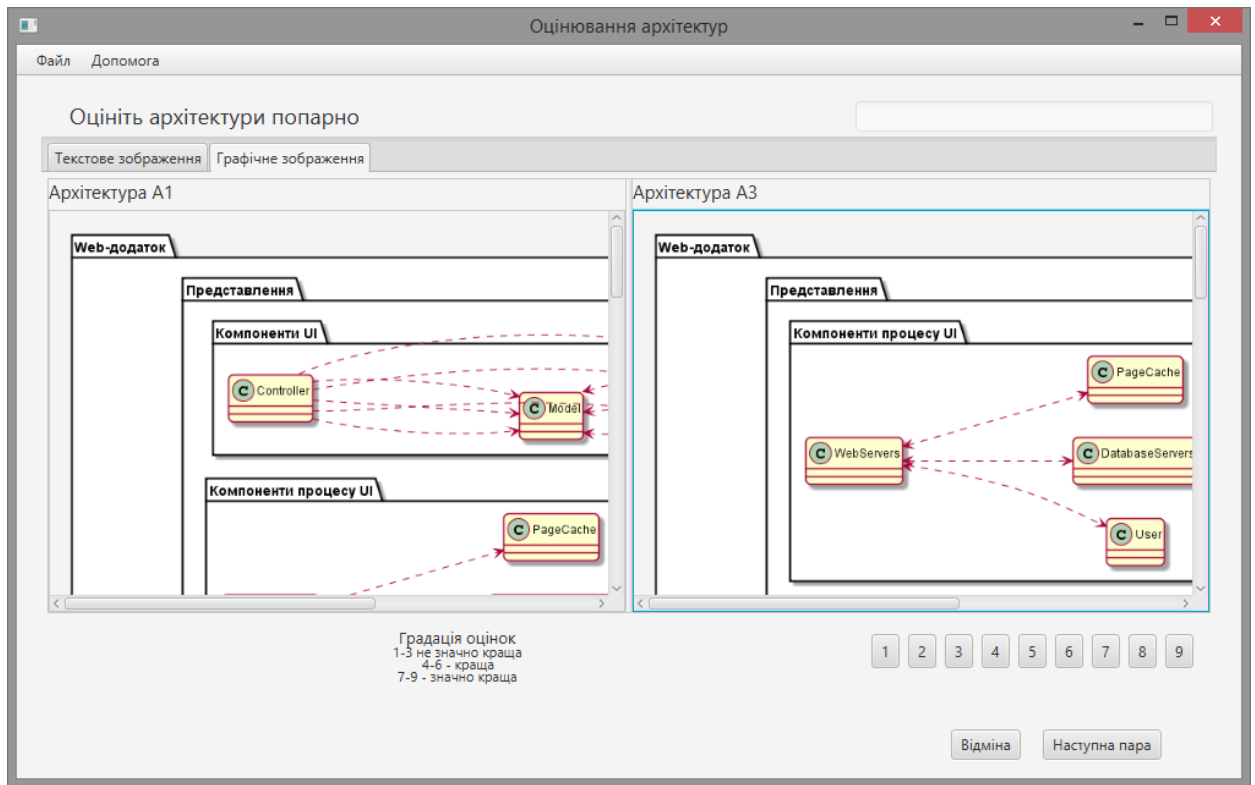 Оцінювання архітектур
Файл Допомога
Оцініть архітектури попарно
Текстове зображення Графічне зображення
Архітектура А1
Web-додаток
Представлення
Компоненти UI
C Controller
C Model
Компоненти процесу UI
C PageCache
Архітектура А3
Web-додаток
Представлення
Компоненти процесу UI
C PageCache
C WebServers
C DatabaseServers
C User
Градація оцінок
1-3 не значно краща
4-6 - краща
7-9 - значно краща
1 2 3 4 5 6 7 8 9
Відміна Наступна пара